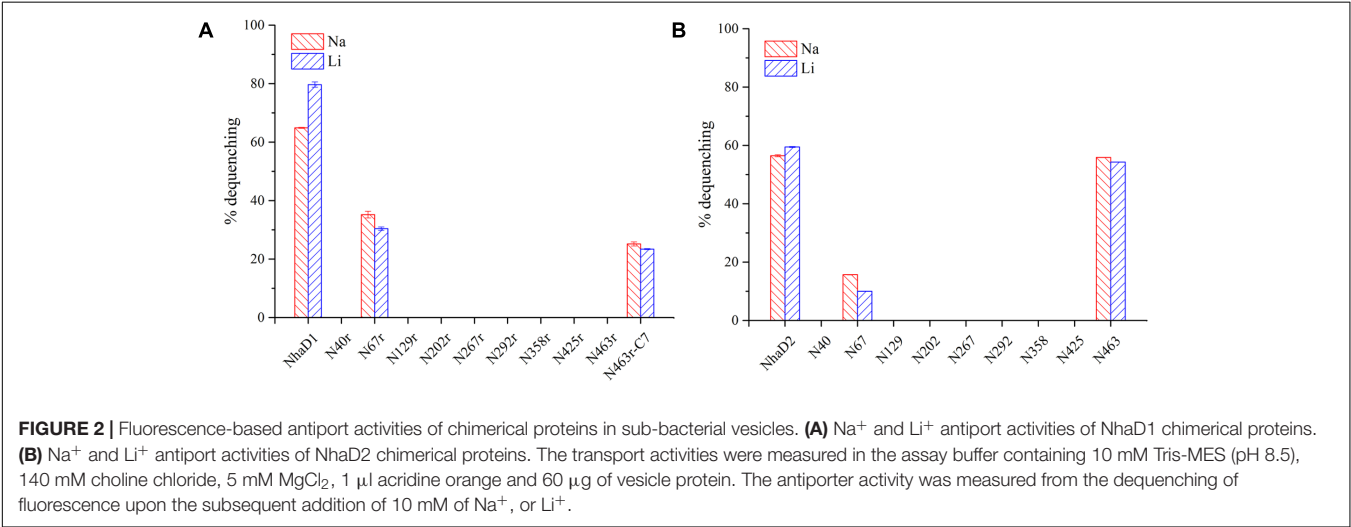 A
100
80
60
40
20
0
% dequenching
Na
Li
NhaD1
N40r
N67r
N129r
N202r
N267r
N292r
N358r
N425r
N463r
N463r-C7
B
100
80
60
40
20
0
% dequenching
Na
Li
NhaD2
N40
N67
N129
N202
N267
N292
N358
N425
N463
FIGURE 2 | Fluorescence-based antiport activities of chimerical proteins in sub-bacterial vesicles. (A) Na⁺ and Li⁺ antiport activities of NhaD1 chimerical proteins.
(B) Na⁺ and Li⁺ antiport activities of NhaD2 chimerical proteins. The transport activities were measured in the assay buffer containing 10 mM Tris-MES (pH 8.5),
140 mM choline chloride, 5 mM MgCl₂, 1 μl acridine orange and 60 μg of vesicle protein. The antiporter activity was measured from the dequenching of
fluorescence upon the subsequent addition of 10 mM of Na⁺, or Li⁺.